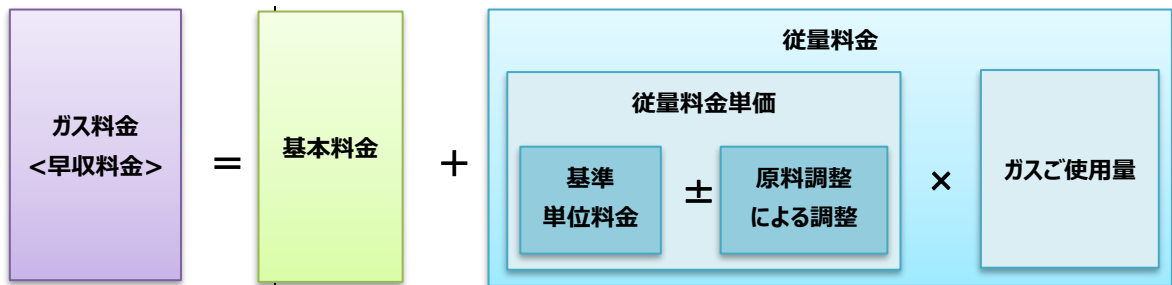 従量料金
従量料金単価
ガス料金
<早収料金>
=
基本料金
+
基準
単位料金
±
原料調整
による調整
×
ガスご使用量